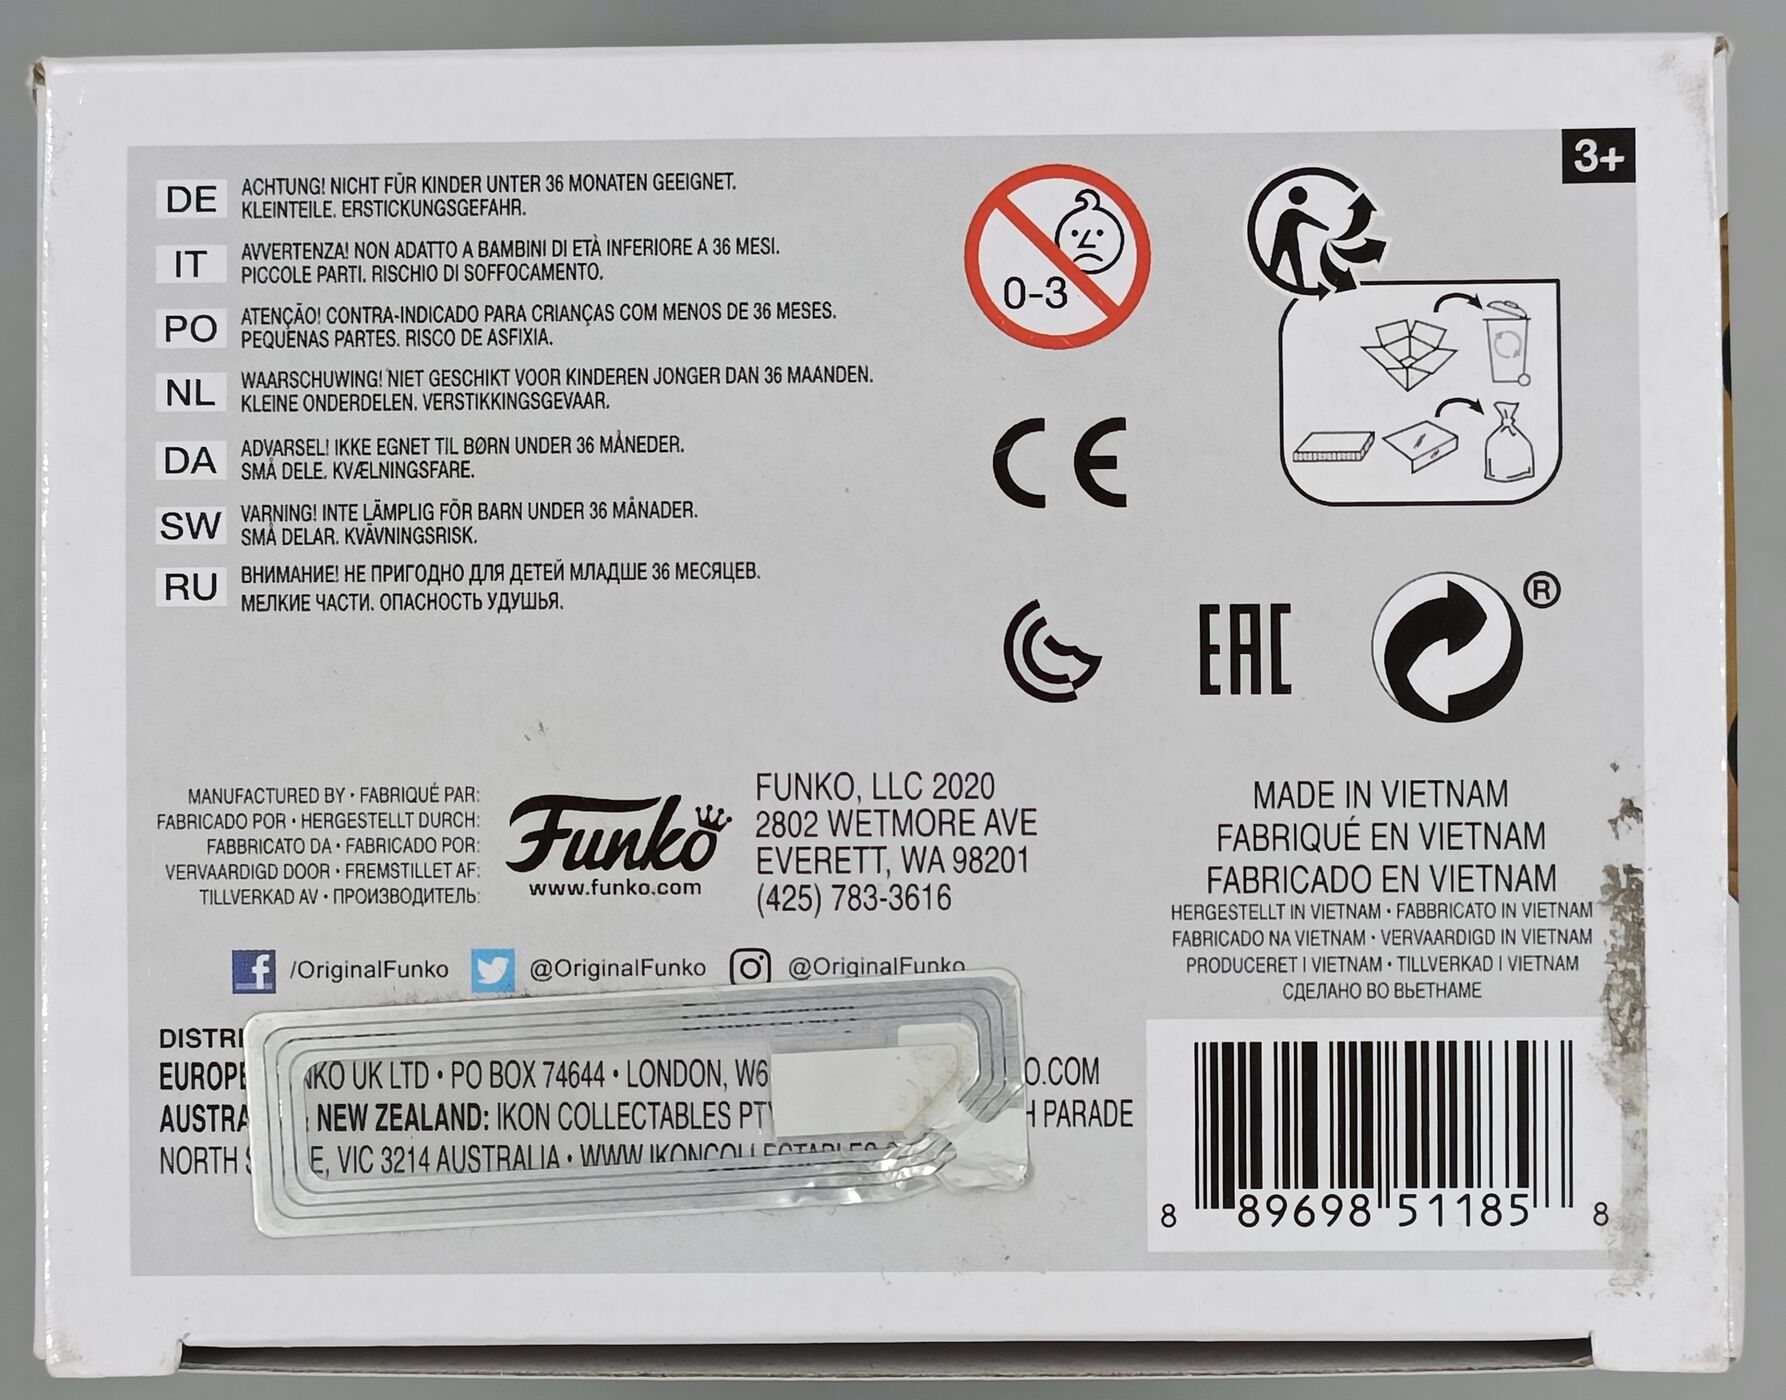 3+
DE
ACHTUNG! NICHT FÜR KINDER UNTER 36 MONATEN GEEIGNET.
KLEINTEILE. ERSTICKUNGSGEFAHR.
IT
AVVERTENZA! NON ADATTO A BAMBINI DI ETÀ INFERIORE A 36 MESI.
PICCOLE PARTI. RISCHIO DI SOFFOCAMENTO.
PO
ATENÇÃO! CONTRA-INDICADO PARA CRIANÇAS COM MENOS DE 36 MESES.
PEQUENAS PARTES. RISCO DE ASFIXIA.
NL
WAARSCHUWING! NIET GESCHIKT VOOR KINDEREN JONGER DAN 36 MAANDEN.
KLEINE ONDERDELEN. VERSTIKKINGSGEVAAR.
DA
ADVARSEL! IKKE EGNET TIL BØRN UNDER 36 MÅNEDER.
SMÅ DELE. KVÆLNINGSFARE.
SW
VARNING! INTE LÄMPLIG FÖR BARN UNDER 36 MÅNADER.
SMÅ DELAR. KVÄVNINGSRISK.
RU
ВНИМАНИЕ! НЕ ПРИГОДНО ДЛЯ ДЕТЕЙ МЛАДШЕ 36 МЕСЯЦЕВ.
МЕЛКИЕ ЧАСТИ. ОПАСНОСТЬ УДУШЬЯ.
0-3
CE
EAC
®
MANUFACTURED BY • FABRIQUÉ PAR:
FABRICADO POR • HERGESTELLT DURCH:
FABBRICATO DA • FABRICADO POR:
VERVAARDIGD DOOR • FREMSTILLET AF:
TILLVERKAD AV • ПРОИЗВОДИТЕЛЬ:
Funko
www.funko.com
FUNKO, LLC 2020
2802 WETMORE AVE
EVERETT, WA 98201
(425) 783-3616
MADE IN VIETNAM
FABRIQUÉ EN VIETNAM
FABRICADO EN VIETNAM
HERGESTELLT IN VIETNAM • FABBRICATO IN VIETNAM
FABRICADO NA VIETNAM • VERVAARDIGD IN VIETNAM
PRODUCERET I VIETNAM • TILLVERKAD I VIETNAM
СДЕЛАНО ВО ВЬЕТНАМЕ
f /OriginalFunko @OriginalFunko @OriginalFunko
DISTRI
EUROPE NKO UK LTD • PO BOX 74644 • LONDON, W6 O.COM
AUSTRA NEW ZEALAND: IKON COLLECTABLES PTY H PARADE
NORTH E, VIC 3214 AUSTRALIA • WWW.IKONCOLLECTABLES
8 89698 51185 8